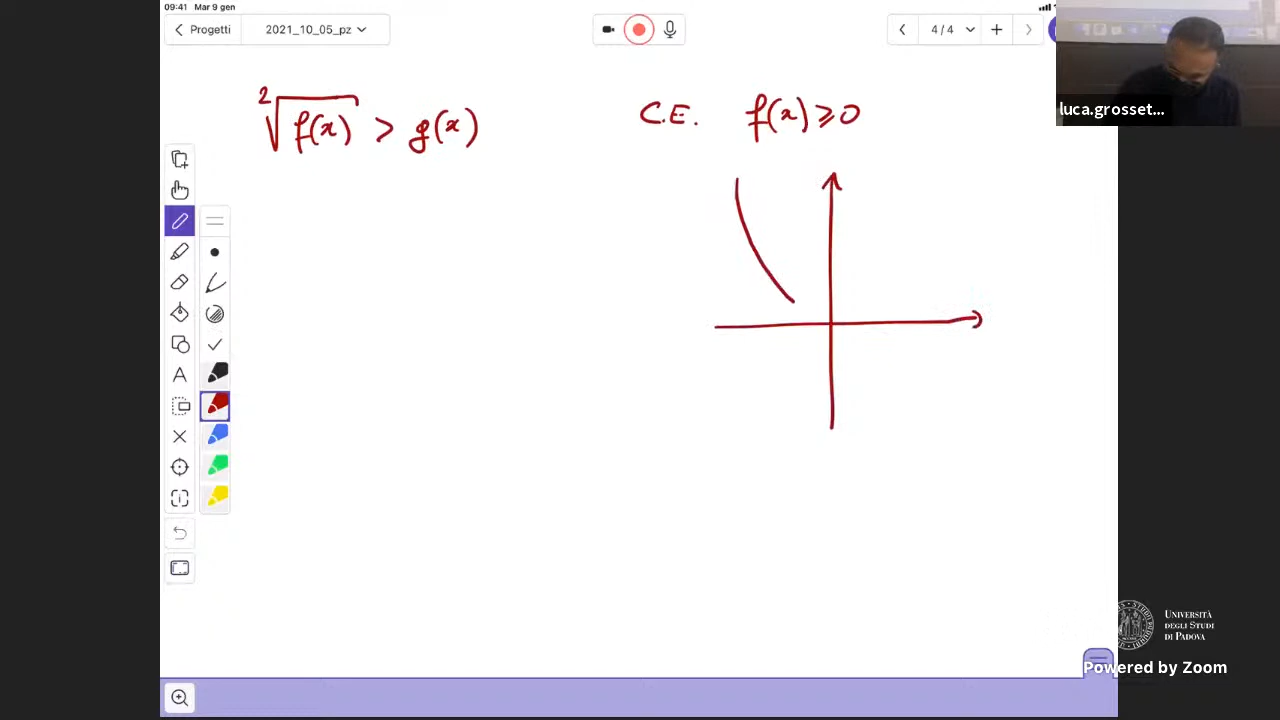 09:41 Mar 9 gen
Progetti
2021_10_05_pz
4/4
²√f(x) > g(x)
C.E. f(x) ⩾ 0
luca.grosset...
A
UNIVERSITÀ
DEGLI STUDI
DI PADOVA
Powered by Zoom